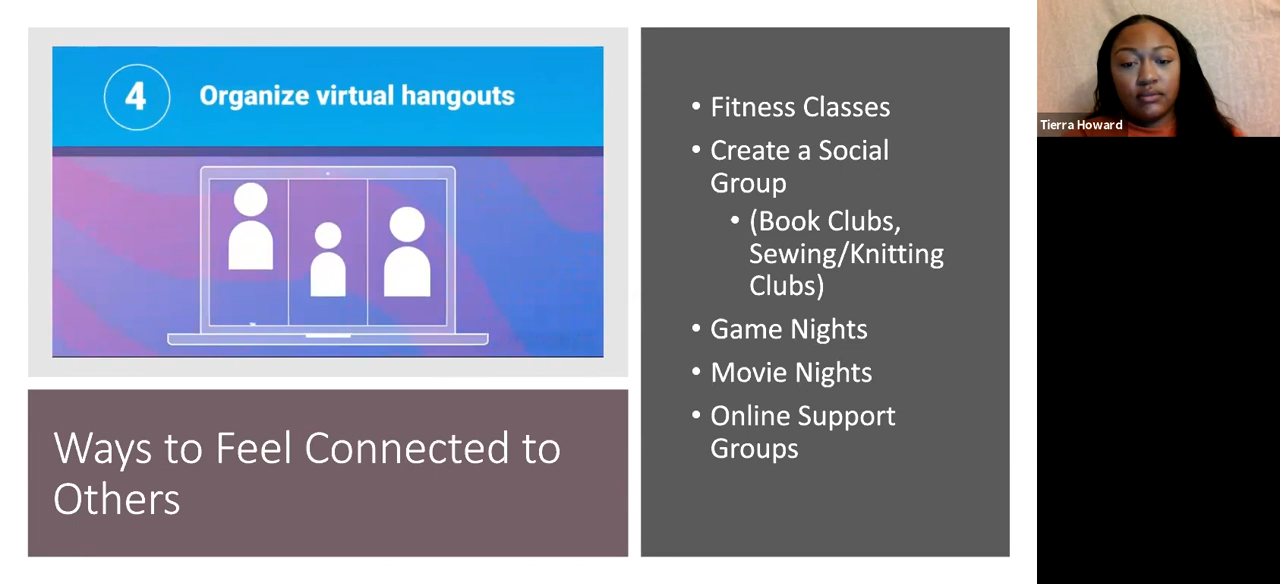 4 Organize virtual hangouts
Ways to Feel Connected to
Others
• Fitness Classes
• Create a Social
Group
• (Book Clubs,
Sewing/Knitting
Clubs)
• Game Nights
• Movie Nights
• Online Support
Groups
Tierra Howard